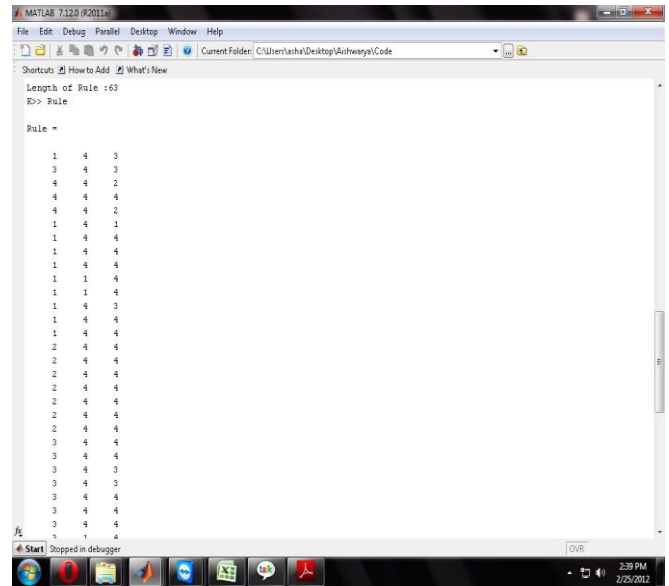 MATLAB 7.12.0 (R2011a)
File Edit Debug Parallel Desktop Window Help
Current Folder: C:\Users\asha\Desktop\Aishwarya\Code
Shortcuts How to Add What's New
Length of Rule :63
K>> Rule
Rule =
1 4 3
3 4 3
4 4 2
4 4 4
4 4 2
1 4 1
1 4 4
1 4 4
1 4 4
1 1 4
1 1 4
1 4 3
1 4 4
1 4 4
2 4 4
2 4 4
2 4 4
2 4 4
2 4 4
2 4 4
2 4 4
3 4 4
3 4 4
3 4 3
3 4 3
3 4 4
3 4 4
3 4 4
3 1 4
fx
Start Stopped in debugger
OVR
talk
2:39 PM
2/25/2012